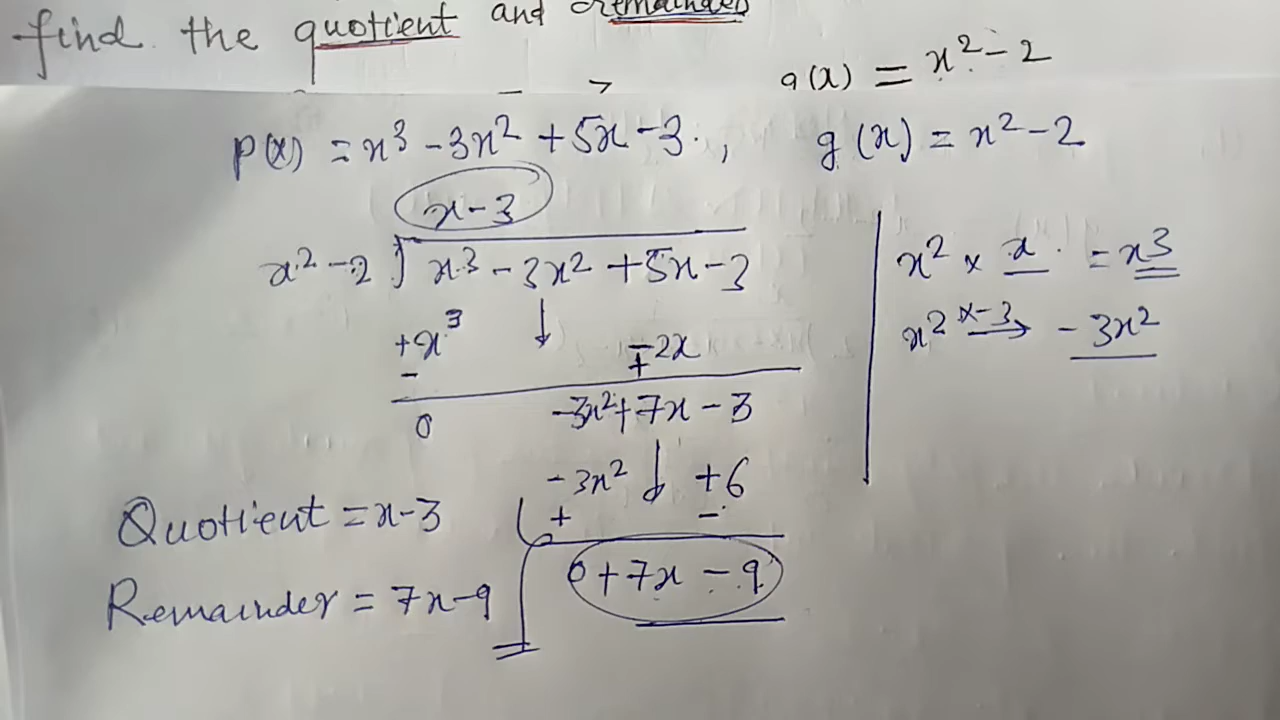 find the quotient and remainder
g(x) = x² - 2
p(x) = x³ - 3x² + 5x - 3, g(x) = x² - 2
x - 3
x² - 2 ) x³ - 3x² + 5x - 3
+x³ ↓ -2x
- +
0 -3x² + 7x - 3
-3x² ↓ +6
+ -
0 + 7x - 9
x² × x = x³
x² ×-3→ -3x²
Quotient = x-3
Remainder = 7x-9